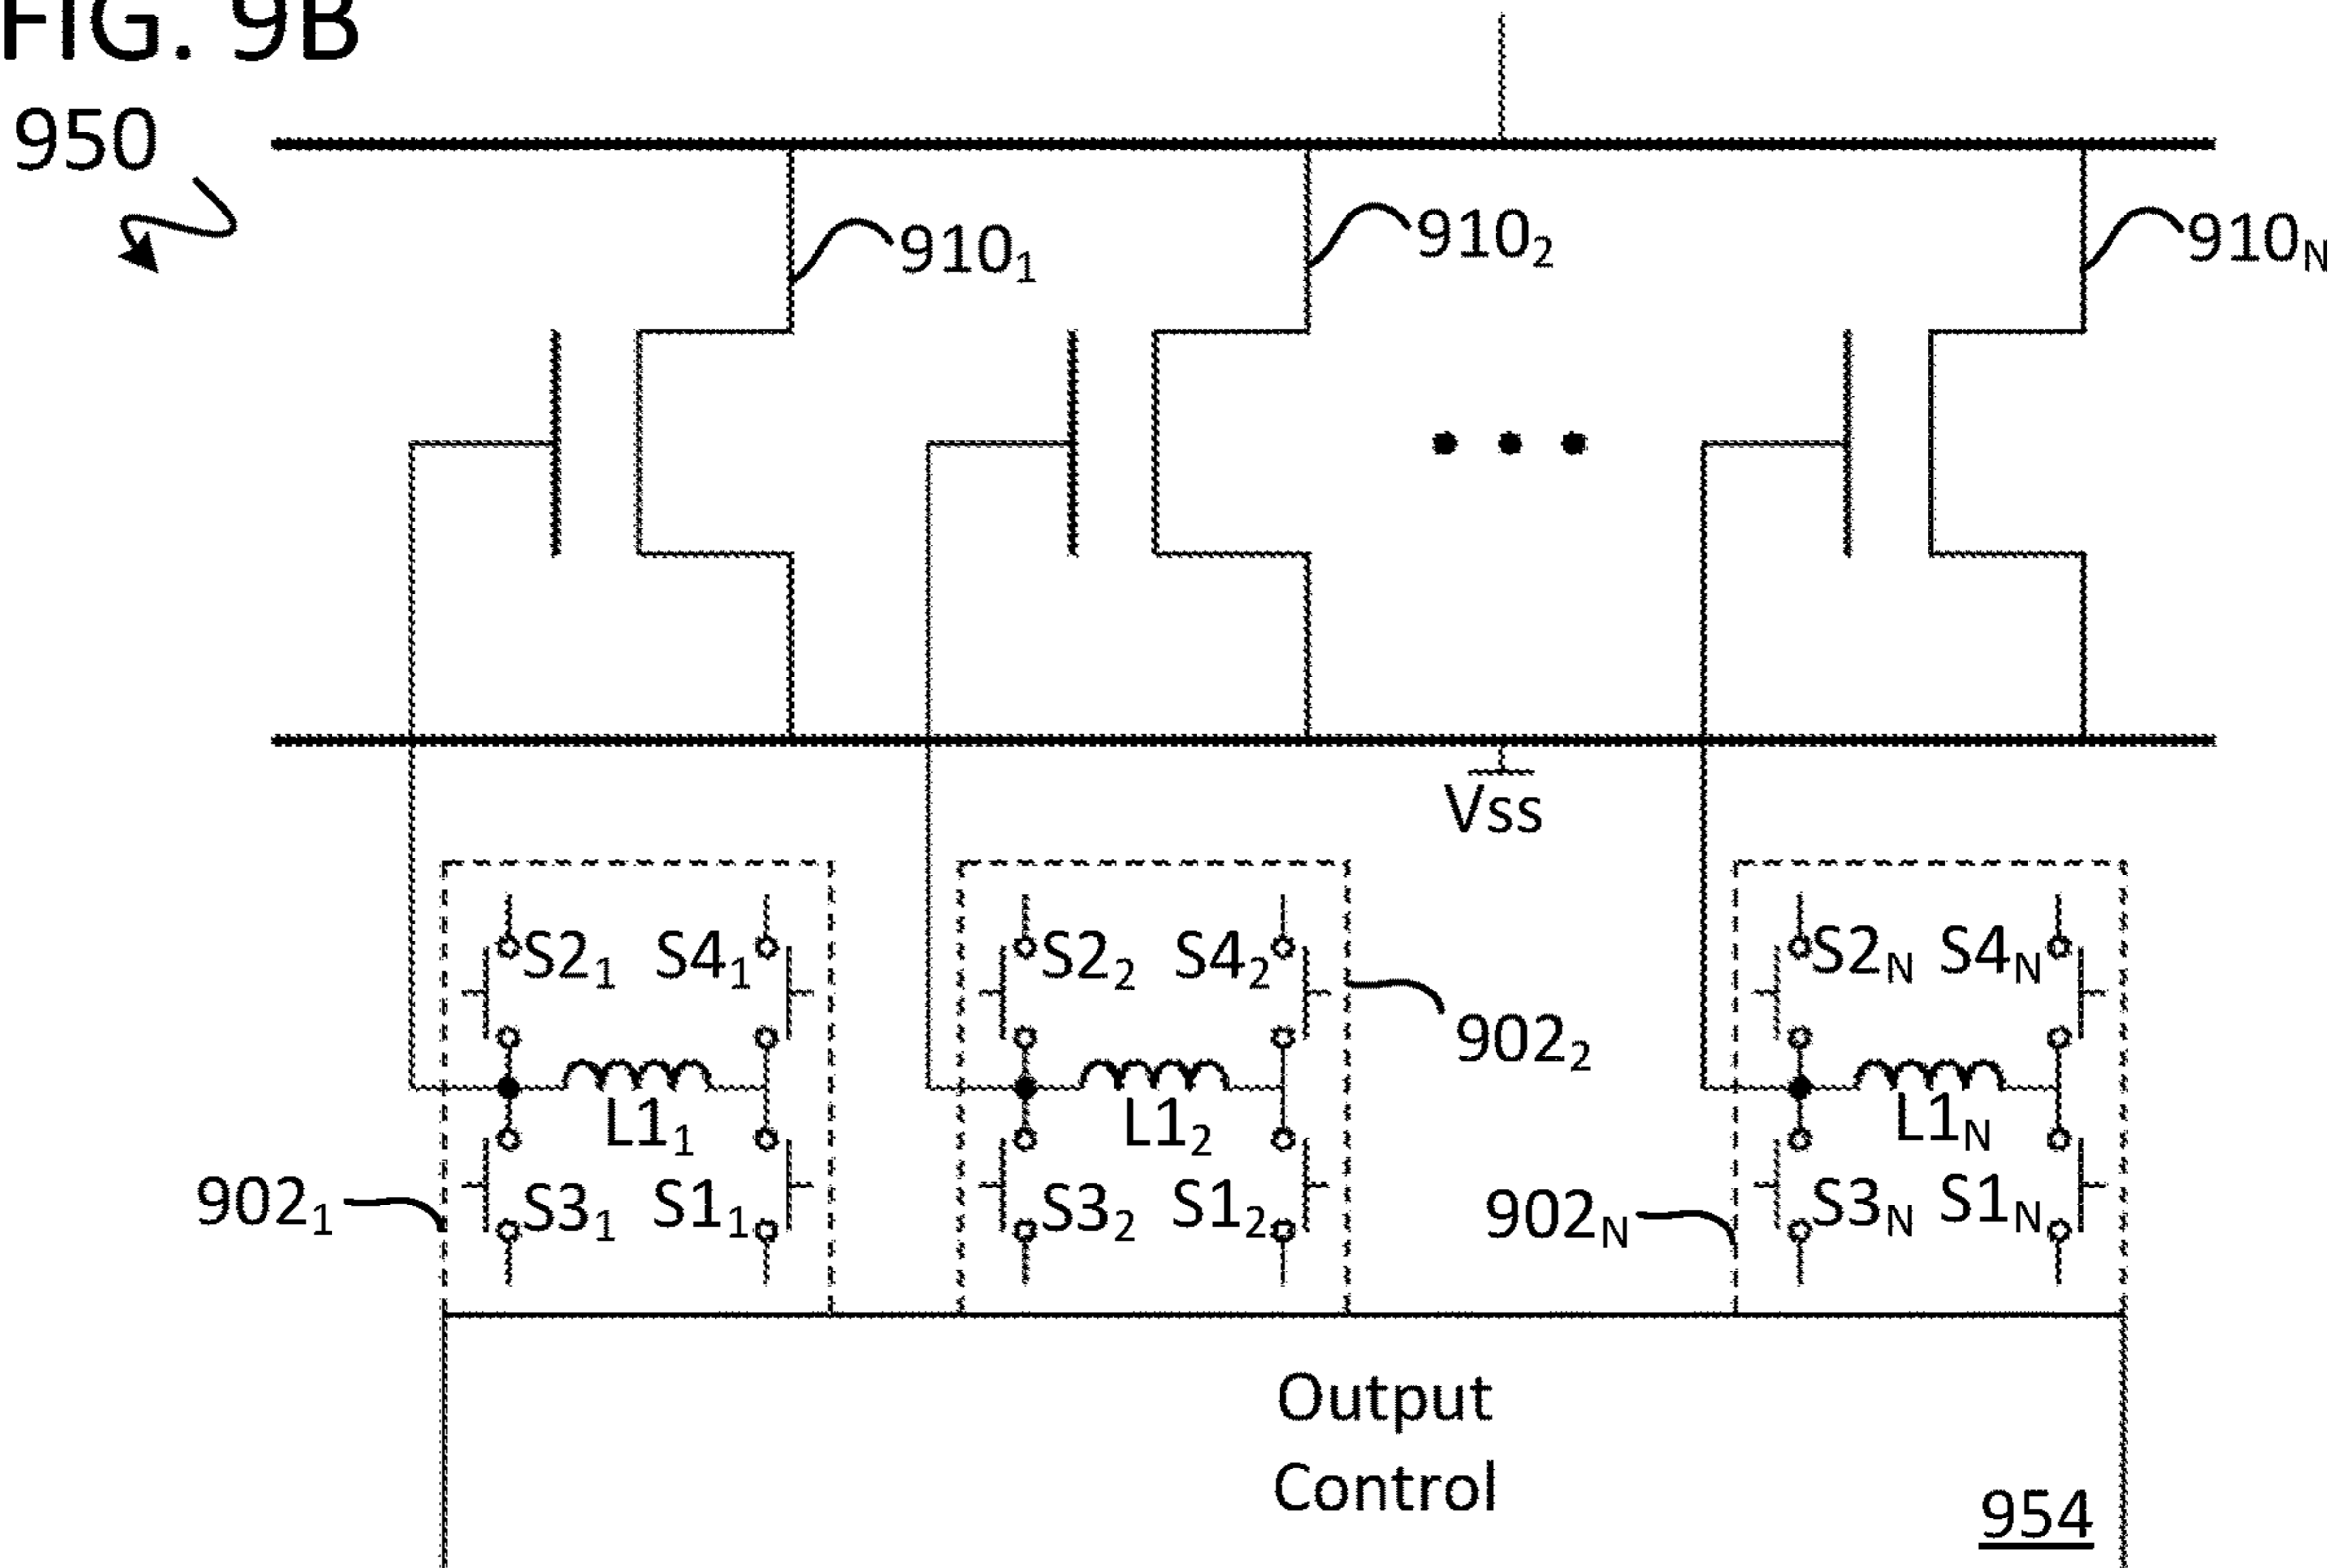 FIG. 9B
950
910₁
910₂
910N
Vss
S2₁ S4₁
S2₂ S4₂
S2N S4N
902₂
L1₁
L1₂
L1N
902₁
S3₁ S1₁
S3₂ S1₂
902N
S3N S1N
Output
Control
954